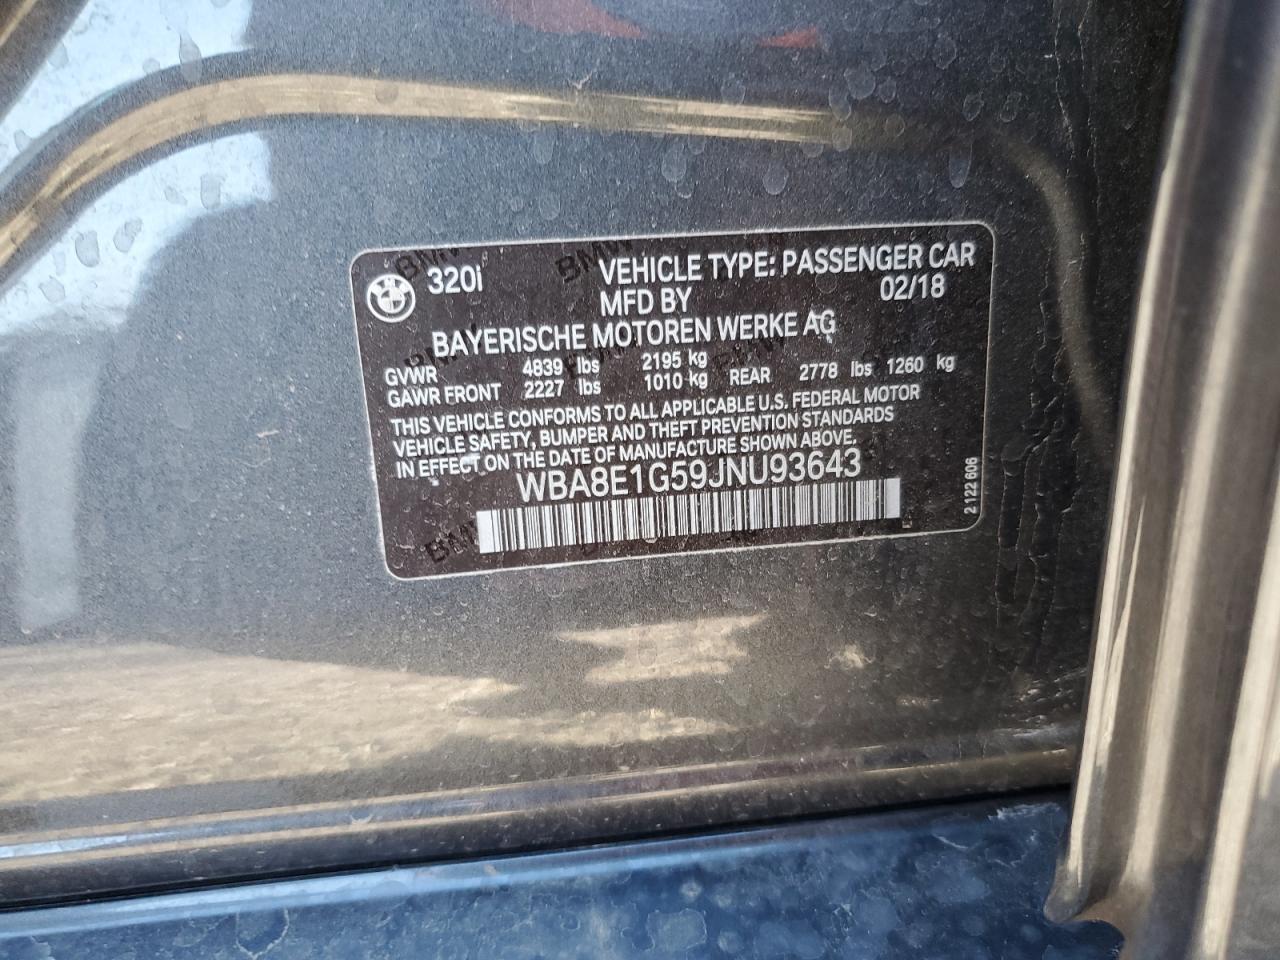 320i VEHICLE TYPE: PASSENGER CAR
MFD BY 02/18
BAYERISCHE MOTOREN WERKE AG
GVWR 4839 lbs 2195 kg
GAWR FRONT 2227 lbs 1010 kg REAR 2778 lbs 1260 kg
THIS VEHICLE CONFORMS TO ALL APPLICABLE U.S. FEDERAL MOTOR
VEHICLE SAFETY, BUMPER AND THEFT PREVENTION STANDARDS
IN EFFECT ON THE DATE OF MANUFACTURE SHOWN ABOVE.
WBA8E1G59JNU93643
2 122 606
BMW
BMW